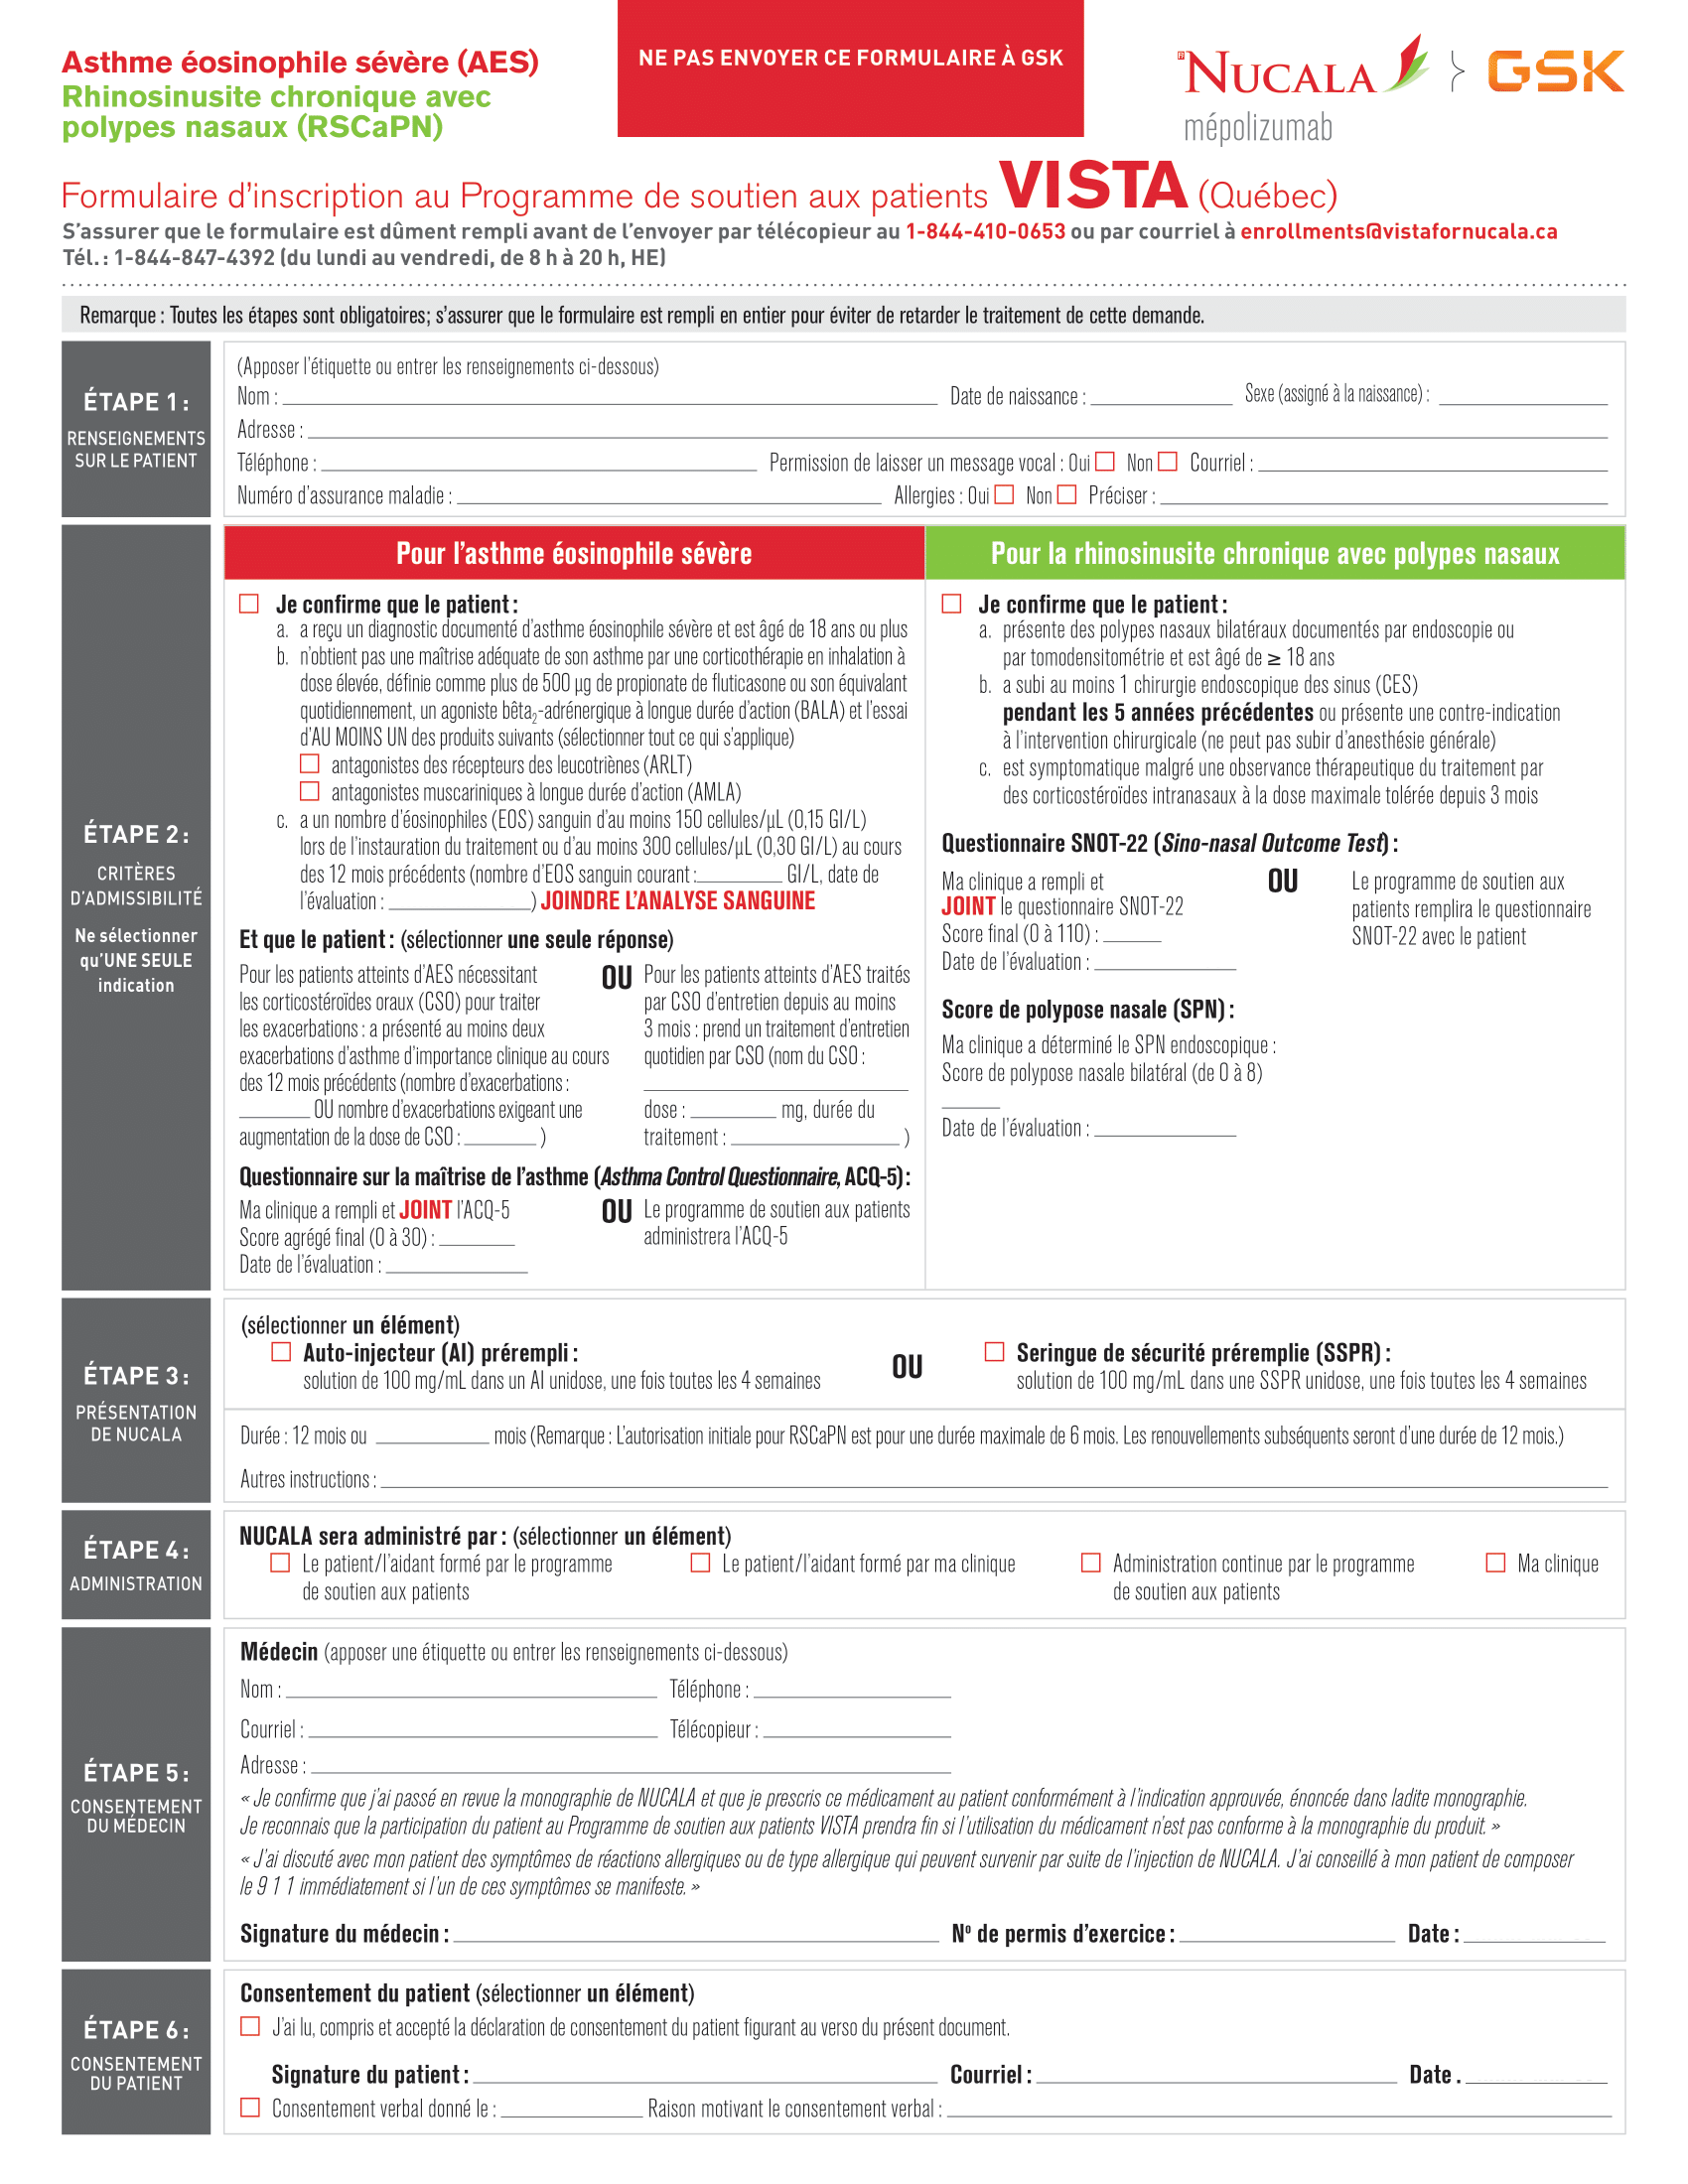 Asthme éosinophile sévère (AES)
Rhinosinusite chronique avec
polypes nasaux (RSCaPN)
NE PAS ENVOYER CE FORMULAIRE À GSK
PrNUCALA
mépolizumab
GSK
Formulaire d’inscription au Programme de soutien aux patients VISTA (Québec)
S’assurer que le formulaire est dûment rempli avant de l’envoyer par télécopieur au 1-844-410-0653 ou par courriel à enrollments@vistafornucala.ca
Tél. : 1-844-847-4392 (du lundi au vendredi, de 8 h à 20 h, HE)
Remarque : Toutes les étapes sont obligatoires; s’assurer que le formulaire est rempli en entier pour éviter de retarder le traitement de cette demande.
ÉTAPE 1 :
RENSEIGNEMENTS
SUR LE PATIENT
(Apposer l’étiquette ou entrer les renseignements ci-dessous)
Nom : Date de naissance : Sexe (assigné à la naissance) :
Adresse :
Téléphone : Permission de laisser un message vocal : Oui Non Courriel :
Numéro d’assurance maladie : Allergies : Oui Non Préciser :
ÉTAPE 2 :
CRITÈRES
D’ADMISSIBILITÉ
Ne sélectionner
qu’UNE SEULE
indication
Pour l’asthme éosinophile sévère
Je confirme que le patient :
a. a reçu un diagnostic documenté d’asthme éosinophile sévère et est âgé de 18 ans ou plus
b. n’obtient pas une maîtrise adéquate de son asthme par une corticothérapie en inhalation à
dose élevée, définie comme plus de 500 µg de propionate de fluticasone ou son équivalant
quotidiennement, un agoniste bêta2-adrénergique à longue durée d’action (BALA) et l’essai
d’AU MOINS UN des produits suivants (sélectionner tout ce qui s’applique)
antagonistes des récepteurs des leucotriènes (ARLT)
antagonistes muscariniques à longue durée d’action (AMLA)
c. a un nombre d’éosinophiles (EOS) sanguin d’au moins 150 cellules/µL (0,15 GI/L)
lors de l’instauration du traitement ou d’au moins 300 cellules/µL (0,30 GI/L) au cours
des 12 mois précédents (nombre d’EOS sanguin courant : GI/L, date de
l’évaluation : ) JOINDRE L’ANALYSE SANGUINE
Et que le patient : (sélectionner une seule réponse)
Pour les patients atteints d’AES nécessitant
les corticostéroïdes oraux (CSO) pour traiter
les exacerbations : a présenté au moins deux
exacerbations d’asthme d’importance clinique au cours
des 12 mois précédents (nombre d’exacerbations :
OU nombre d’exacerbations exigeant une
augmentation de la dose de CSO : )
OU
Pour les patients atteints d’AES traités
par CSO d’entretien depuis au moins
3 mois : prend un traitement d’entretien
quotidien par CSO (nom du CSO :
dose : mg, durée du
traitement : )
Questionnaire sur la maîtrise de l’asthme (Asthma Control Questionnaire, ACQ-5) :
Ma clinique a rempli et JOINT l’ACQ-5
Score agrégé final (0 à 30) :
Date de l’évaluation :
OU
Le programme de soutien aux patients
administrera l’ACQ-5
Pour la rhinosinusite chronique avec polypes nasaux
Je confirme que le patient :
a. présente des polypes nasaux bilatéraux documentés par endoscopie ou
par tomodensitométrie et est âgé de ≥ 18 ans
b. a subi au moins 1 chirurgie endoscopique des sinus (CES)
pendant les 5 années précédentes ou présente une contre-indication
à l’intervention chirurgicale (ne peut pas subir d’anesthésie générale)
c. est symptomatique malgré une observance thérapeutique du traitement par
des corticostéroïdes intranasaux à la dose maximale tolérée depuis 3 mois
Questionnaire SNOT-22 (Sino-nasal Outcome Test) :
Ma clinique a rempli et
JOINT le questionnaire SNOT-22
Score final (0 à 110) :
Date de l’évaluation :
OU
Le programme de soutien aux
patients remplira le questionnaire
SNOT-22 avec le patient
Score de polypose nasale (SPN) :
Ma clinique a déterminé le SPN endoscopique :
Score de polypose nasale bilatéral (de 0 à 8)
Date de l’évaluation :
ÉTAPE 3 :
PRÉSENTATION
DE NUCALA
(sélectionner un élément)
Auto-injecteur (AI) prérempli :
solution de 100 mg/mL dans un AI unidose, une fois toutes les 4 semaines
OU
Seringue de sécurité préremplie (SSPR) :
solution de 100 mg/mL dans une SSPR unidose, une fois toutes les 4 semaines
Durée : 12 mois ou mois (Remarque : L’autorisation initiale pour RSCaPN est pour une durée maximale de 6 mois. Les renouvellements subséquents seront d’une durée de 12 mois.)
Autres instructions :
ÉTAPE 4 :
ADMINISTRATION
NUCALA sera administré par : (sélectionner un élément)
Le patient/l’aidant formé par le programme
de soutien aux patients
Le patient/l’aidant formé par ma clinique
Administration continue par le programme
de soutien aux patients
Ma clinique
ÉTAPE 5 :
CONSENTEMENT
DU MÉDECIN
Médecin (apposer une étiquette ou entrer les renseignements ci-dessous)
Nom : Téléphone :
Courriel : Télécopieur :
Adresse :
« Je confirme que j’ai passé en revue la monographie de NUCALA et que je prescris ce médicament au patient conformément à l’indication approuvée, énoncée dans ladite monographie.
Je reconnais que la participation du patient au Programme de soutien aux patients VISTA prendra fin si l’utilisation du médicament n’est pas conforme à la monographie du produit. »
« J’ai discuté avec mon patient des symptômes de réactions allergiques ou de type allergique qui peuvent survenir par suite de l’injection de NUCALA. J’ai conseillé à mon patient de composer
le 9 1 1 immédiatement si l’un de ces symptômes se manifeste. »
Signature du médecin : No de permis d’exercice : Date :
ÉTAPE 6 :
CONSENTEMENT
DU PATIENT
Consentement du patient (sélectionner un élément)
J’ai lu, compris et accepté la déclaration de consentement du patient figurant au verso du présent document.
Signature du patient : Courriel : Date .
Consentement verbal donné le : Raison motivant le consentement verbal :